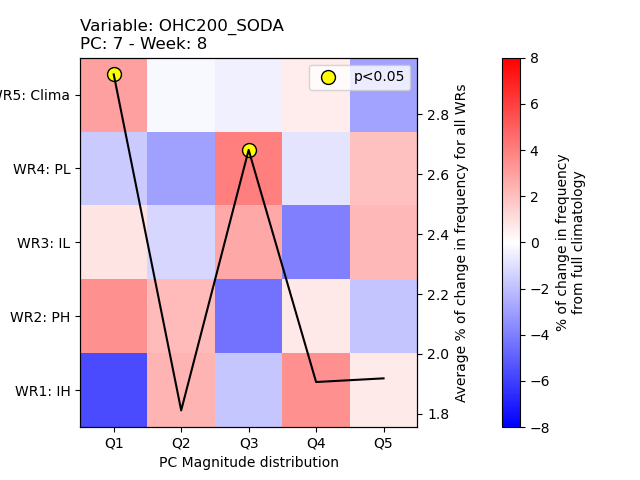 Variable: OHC200_SODA
PC: 7 - Week: 8
p<0.05
WR5: Clima
WR4: PL
WR3: IL
WR2: PH
WR1: IH
Q1 Q2 Q3 Q4 Q5
PC Magnitude distribution
2.8
2.6
2.4
2.2
2.0
1.8
Average % of change in frequency for all WRs
8
6
4
2
0
−2
−4
−6
−8
% of change in frequency
from full climatology